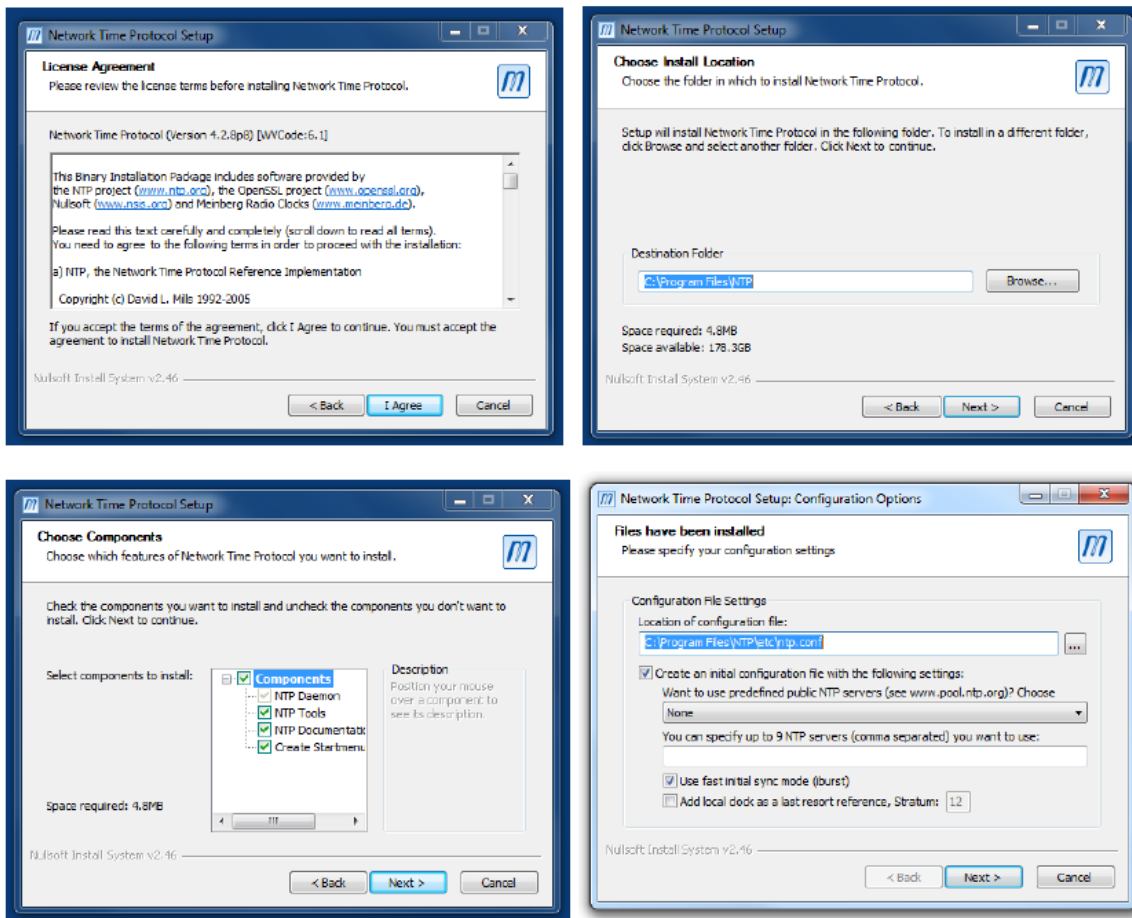 Network Time Protocol Setup
License Agreement
Please review the license terms before installing Network Time Protocol.
Network Time Protocol (Version 4.2.8p8) [WVCode:6.1]
This Binary Installation Package includes software provided by
the NTP project (www.ntp.org), the OpenSSL project (www.openssl.org),
Nullsoft (www.nsis.org) and Meinberg Radio Clocks (www.meinberg.de).
Please read this text carefully and completely (scroll down to read all terms).
You need to agree to the following terms in order to proceed with the installation:
a) NTP, the Network Time Protocol Reference Implementation
Copyright (c) David L. Mills 1992-2005
If you accept the terms of the agreement, click I Agree to continue. You must accept the
agreement to install Network Time Protocol.
Nullsoft Install System v2.46
< Back I Agree Cancel
Network Time Protocol Setup
Choose Install Location
Choose the folder in which to install Network Time Protocol.
Setup will install Network Time Protocol in the following folder. To install in a different folder,
click Browse and select another folder. Click Next to continue.
Destination Folder
C:\Program Files\NTP
Browse...
Space required: 4.8MB
Space available: 178.3GB
Nullsoft Install System v2.46
< Back Next > Cancel
Network Time Protocol Setup
Choose Components
Choose which features of Network Time Protocol you want to install.
Check the components you want to install and uncheck the components you don't want to
install. Click Next to continue.
Select components to install:
Components
NTP Daemon
NTP Tools
NTP Documentatic
Create Startmenu
Description
Position your mouse
over a component to
see its description.
Space required: 4.8MB
Nullsoft Install System v2.46
< Back Next > Cancel
Network Time Protocol Setup: Configuration Options
Files have been installed
Please specify your configuration settings
Configuration File Settings
Location of configuration file:
C:\Program Files\NTP\etc\ntp.conf
...
Create an initial configuration file with the following settings:
Want to use predefined public NTP servers (see www.pool.ntp.org)? Choose
None
You can specify up to 9 NTP servers (comma separated) you want to use:
Use fast initial sync mode (iburst)
Add local clock as a last resort reference, Stratum: 12
Nullsoft Install System v2.46
< Back Next > Cancel